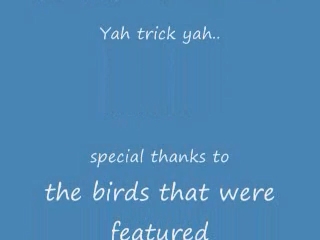 Yah trick yah..
special thanks to
the birds that were
featured